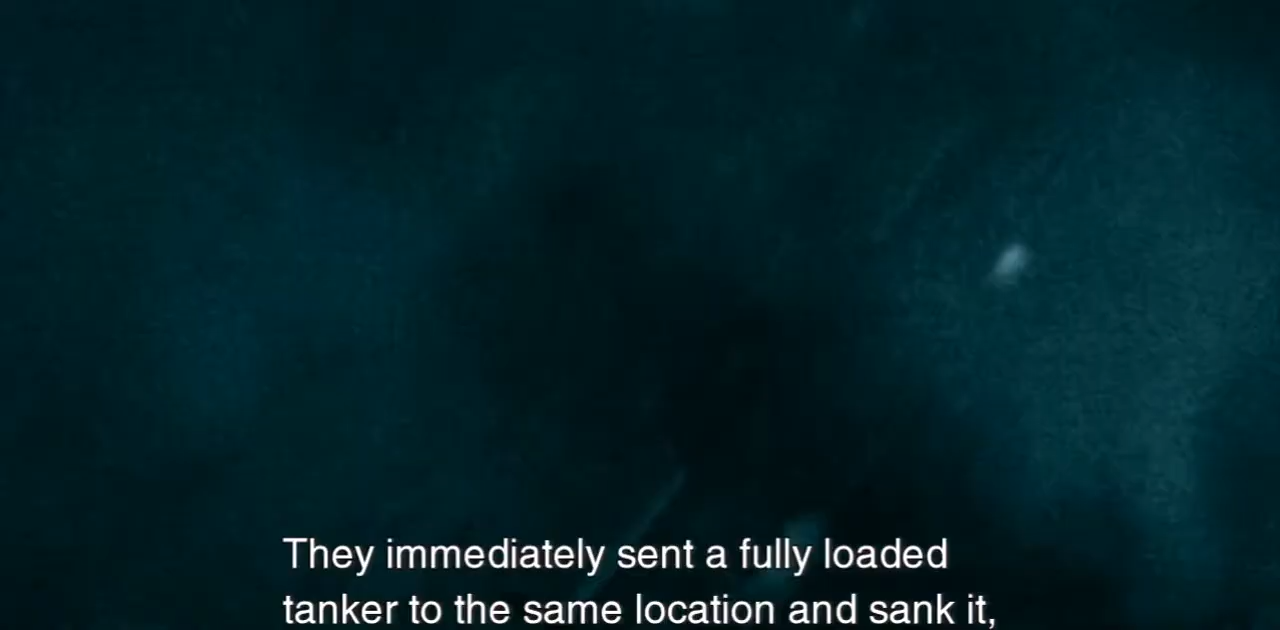 They immediately sent a fully loaded
tanker to the same location and sank it,